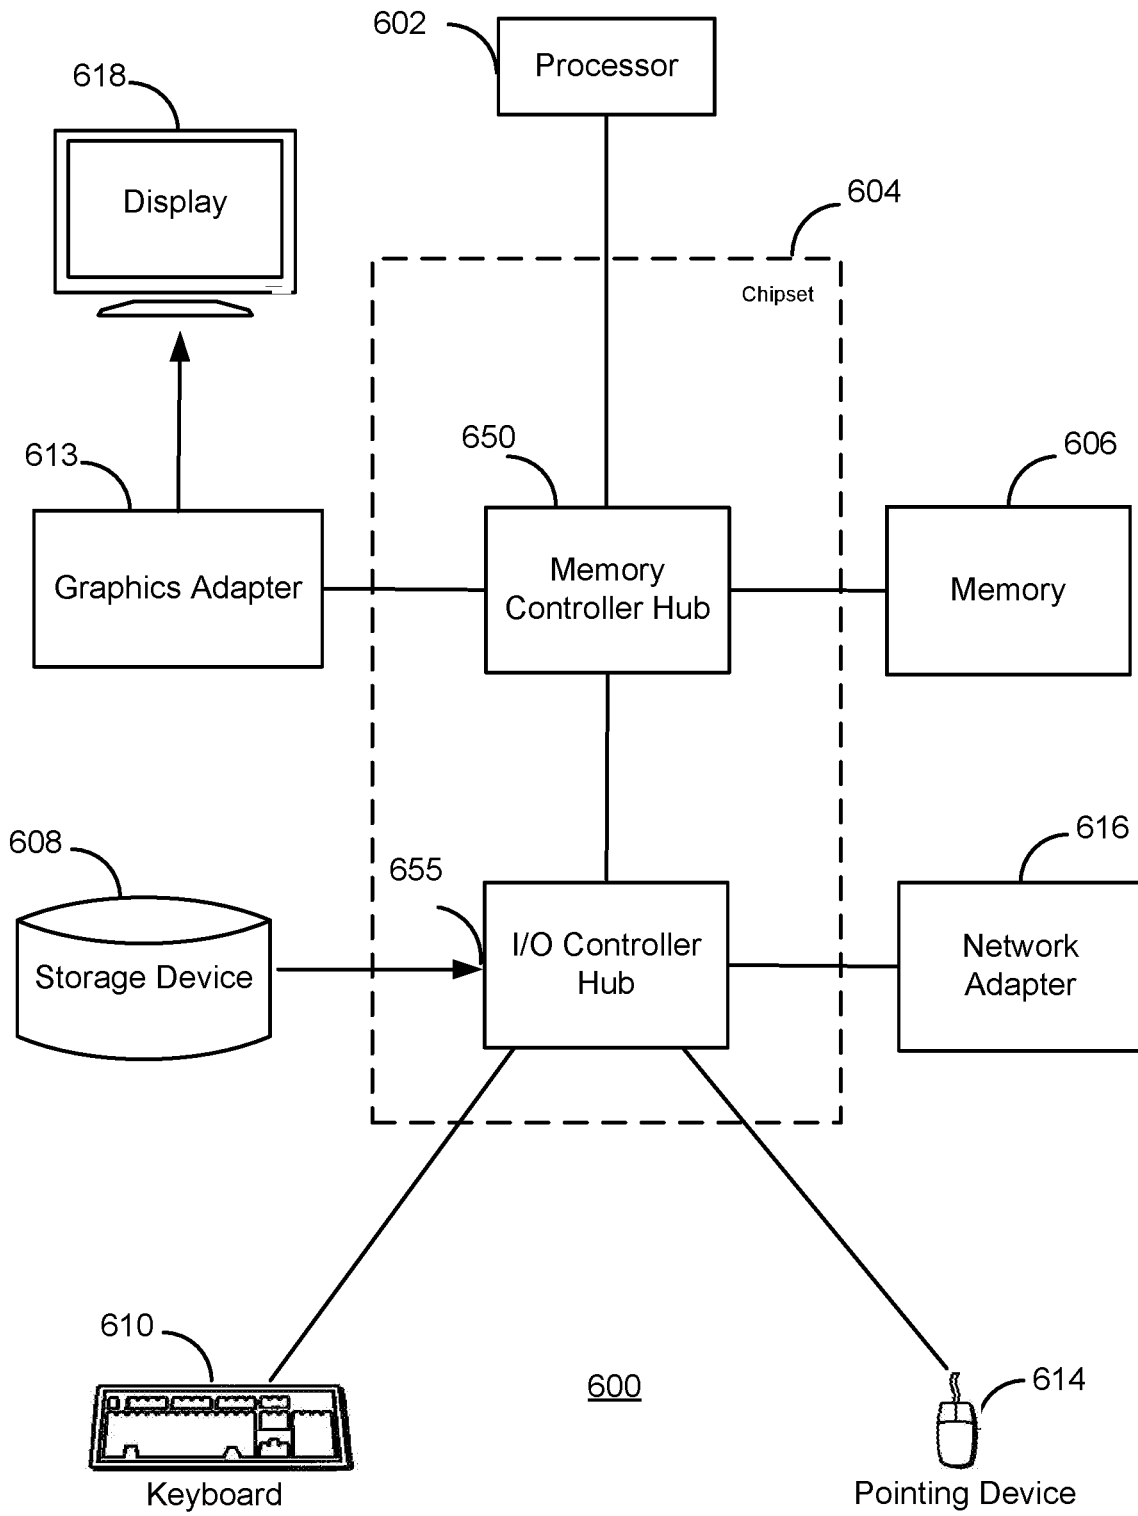 602
Processor
618
Display
604
Chipset
650
613
606
Graphics Adapter
Memory
Controller Hub
Memory
608
655
616
Storage Device
I/O Controller
Hub
Network
Adapter
610
600
614
Keyboard
Pointing Device